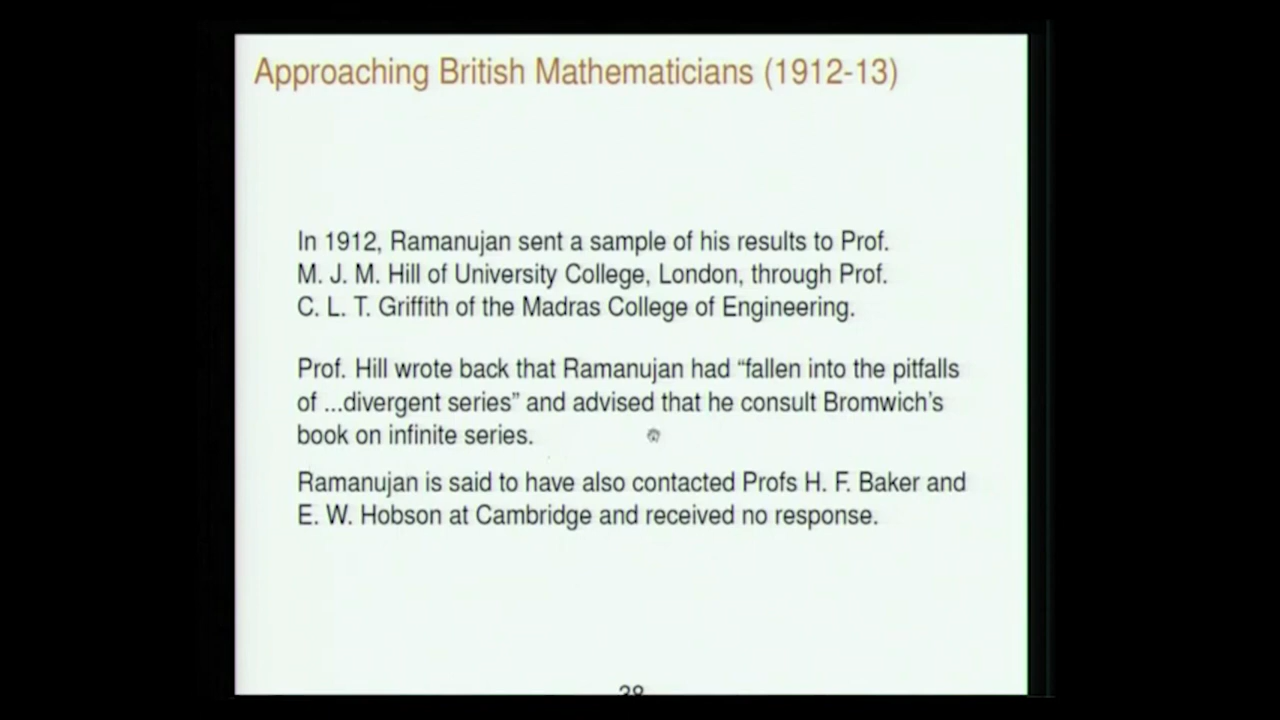 Approaching British Mathematicians (1912-13)
In 1912, Ramanujan sent a sample of his results to Prof.
M. J. M. Hill of University College, London, through Prof.
C. L. T. Griffith of the Madras College of Engineering.
Prof. Hill wrote back that Ramanujan had “fallen into the pitfalls
of ...divergent series” and advised that he consult Bromwich’s
book on infinite series.
Ramanujan is said to have also contacted Profs H. F. Baker and
E. W. Hobson at Cambridge and received no response.